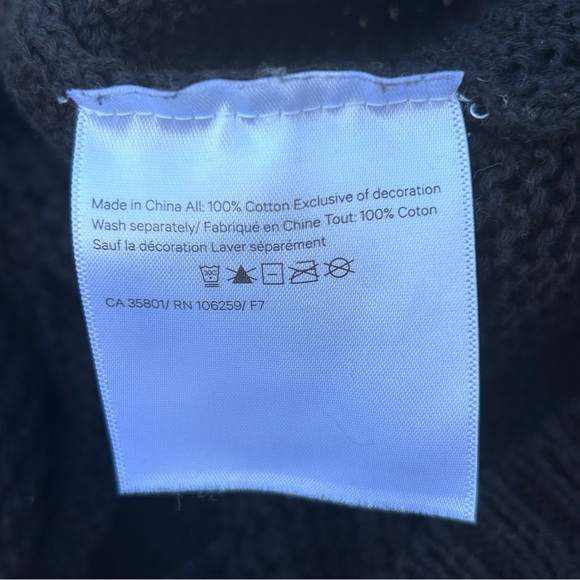 Made in China All: 100% Cotton Exclusive of decoration
Wash separately/ Fabriqué en Chine Tout: 100% Coton
Sauf la décoration Laver séparément
30°
CA 35801/ RN 106259/ F7